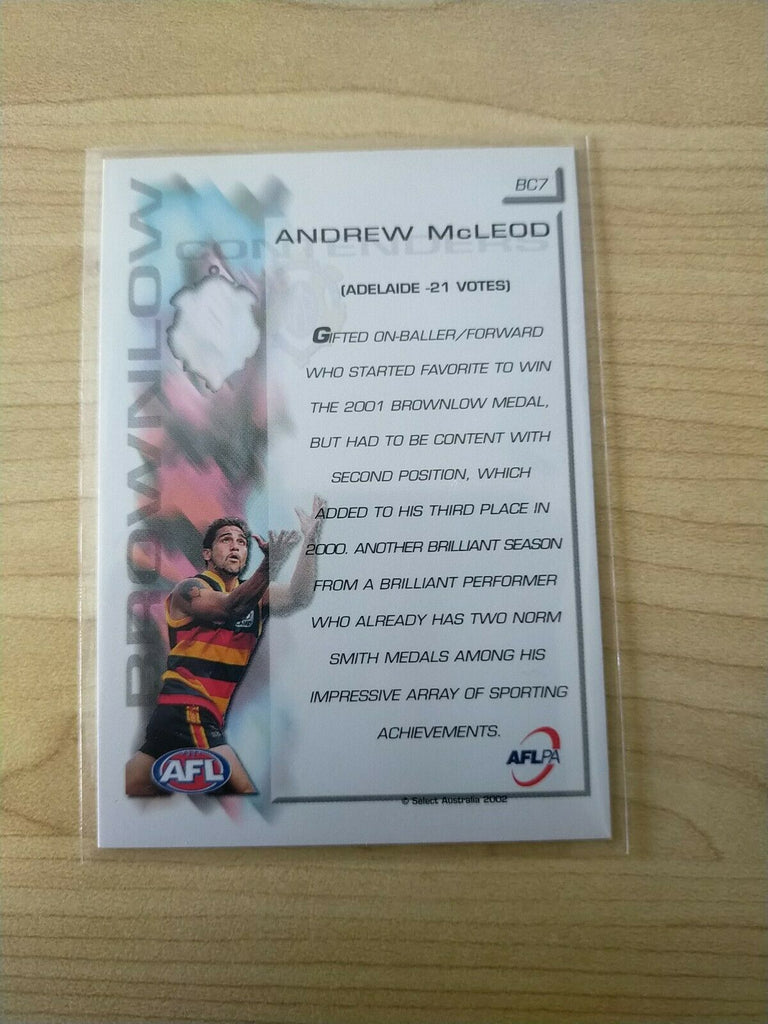 BC7
BROWNLOW
CONTENDERS
ANDREW McLEOD
(ADELAIDE -21 VOTES)
GIFTED ON-BALLER/FORWARD
WHO STARTED FAVORITE TO WIN
THE 2001 BROWNLOW MEDAL,
BUT HAD TO BE CONTENT WITH
SECOND POSITION, WHICH
ADDED TO HIS THIRD PLACE IN
2000. ANOTHER BRILLIANT SEASON
FROM A BRILLIANT PERFORMER
WHO ALREADY HAS TWO NORM
SMITH MEDALS AMONG HIS
IMPRESSIVE ARRAY OF SPORTING
ACHIEVEMENTS.
AFL
AFLPA
© Select Australia 2002